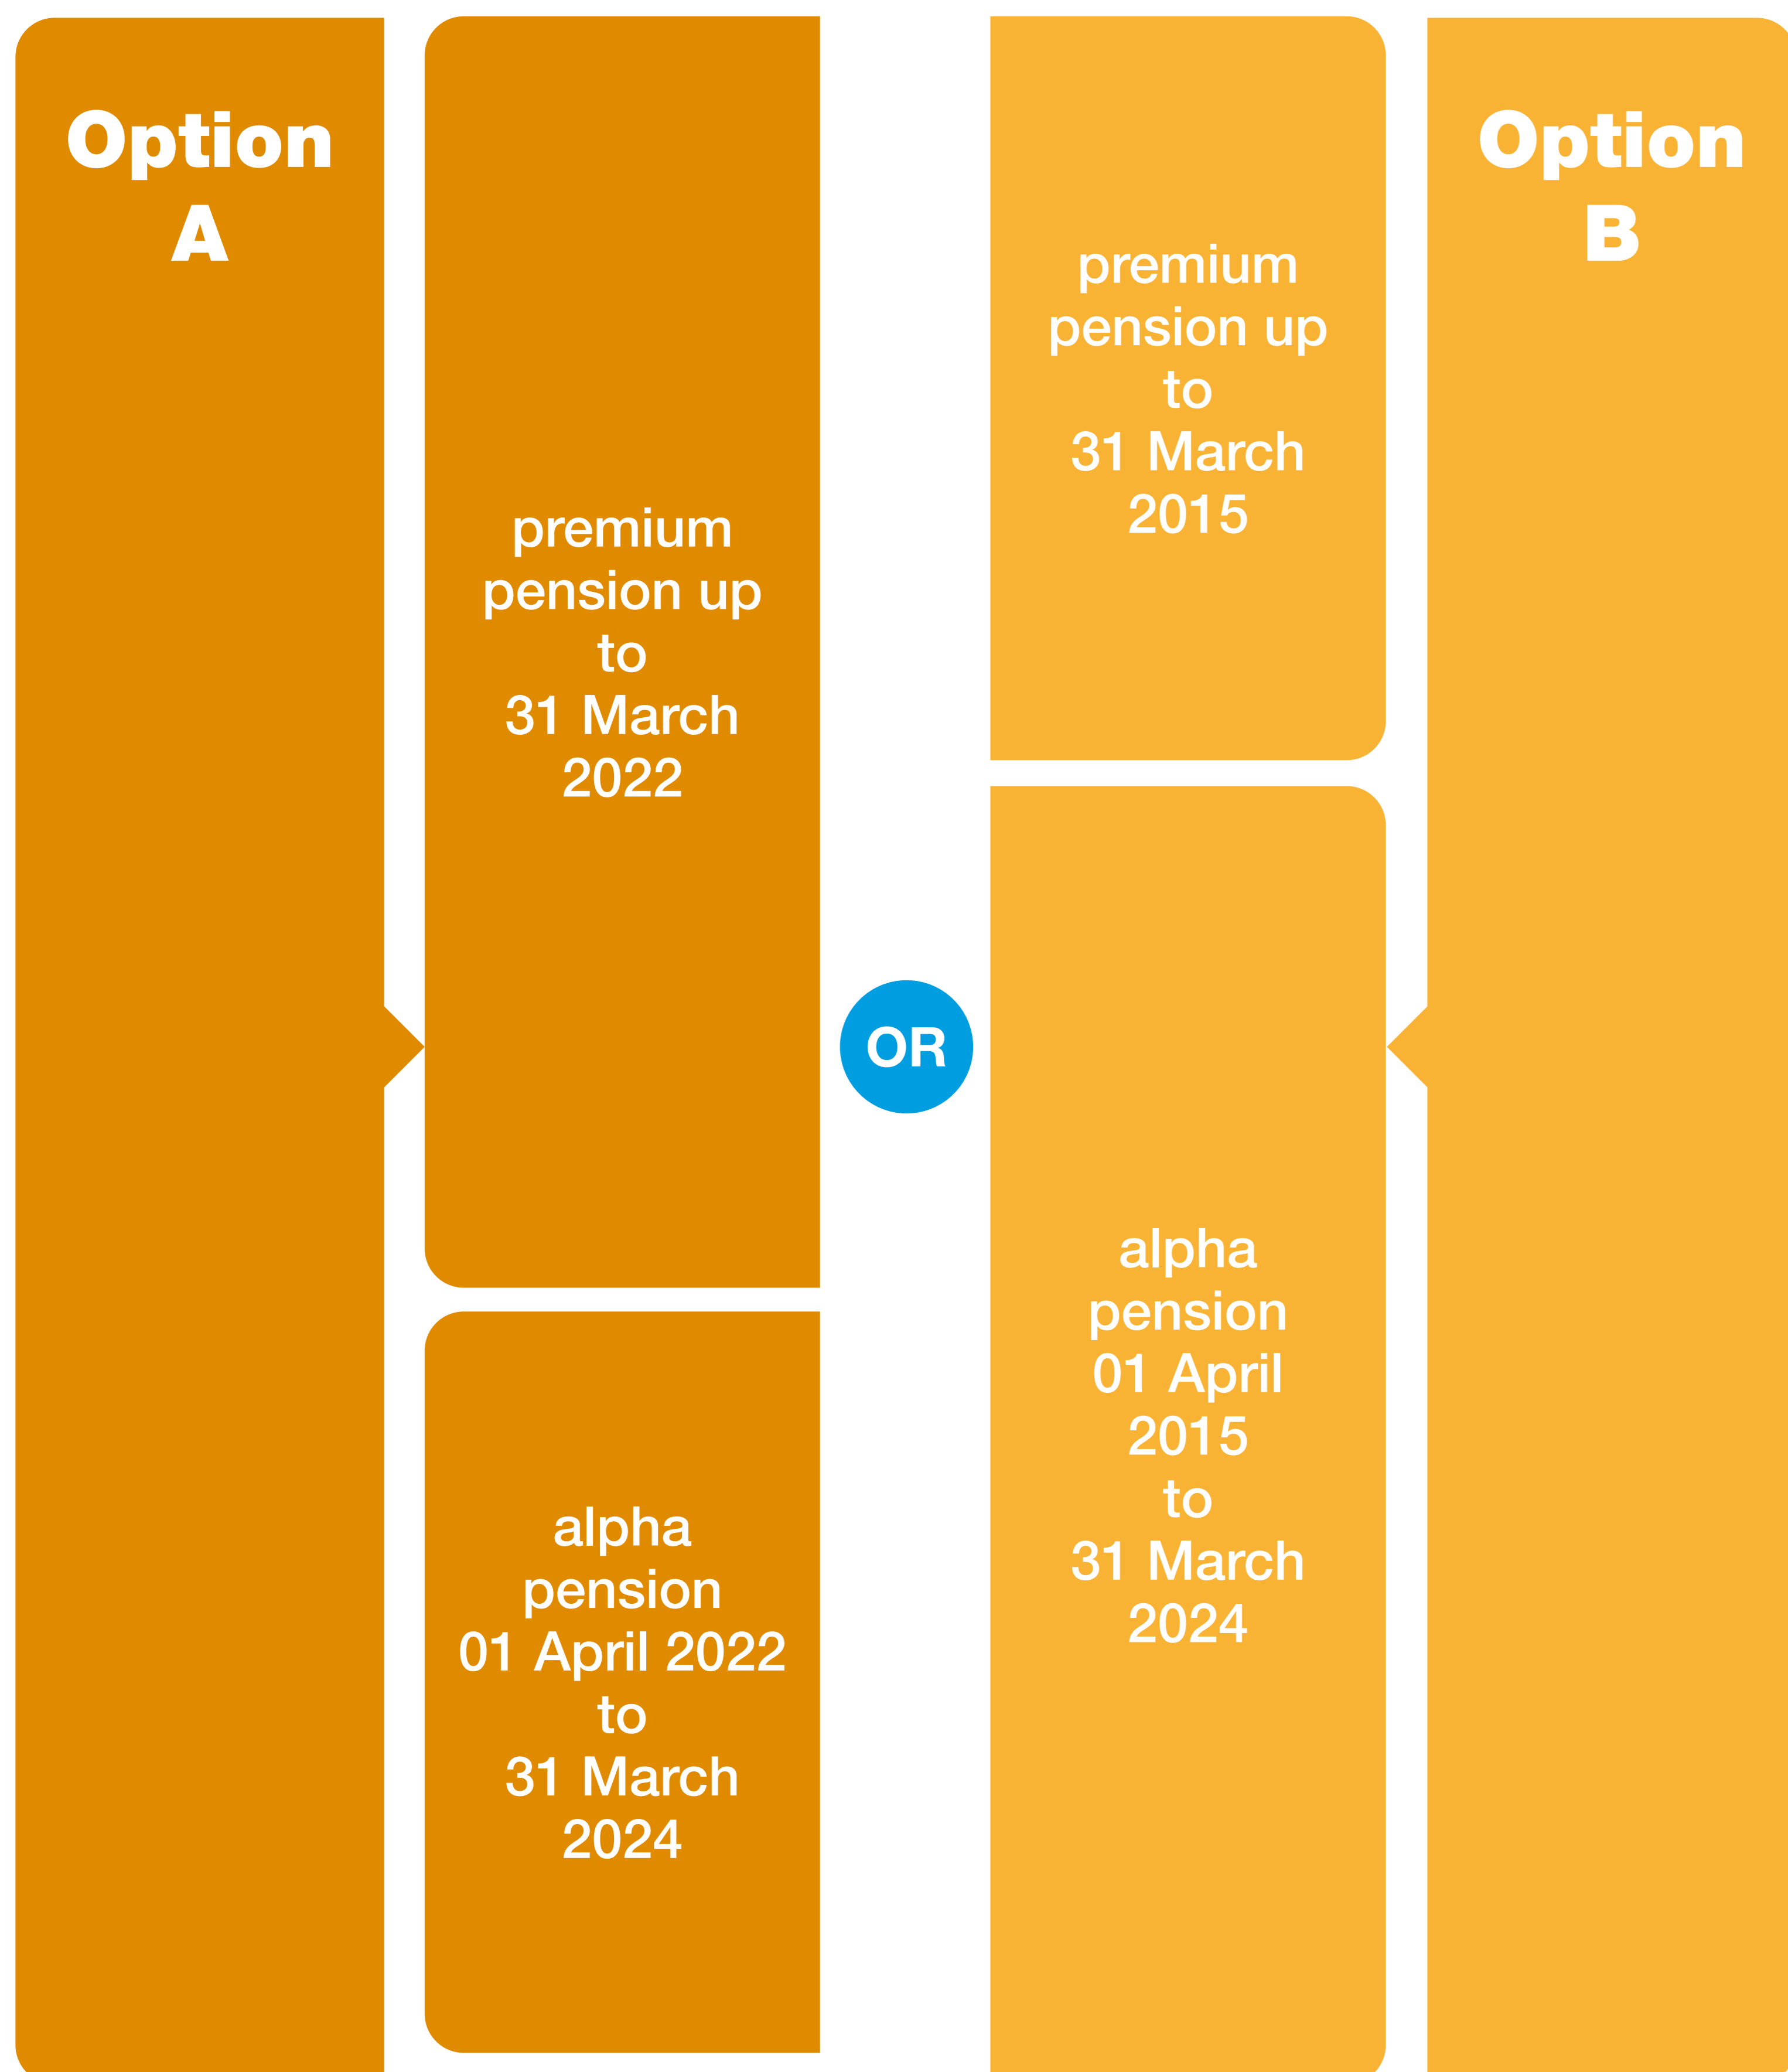 Option
A
premium
pension up
to
31 March
2022
alpha
pension
01 April 2022
to
31 March
2024
OR
premium
pension up
to
31 March
2015
alpha
pension
01 April
2015
to
31 March
2024
Option
B